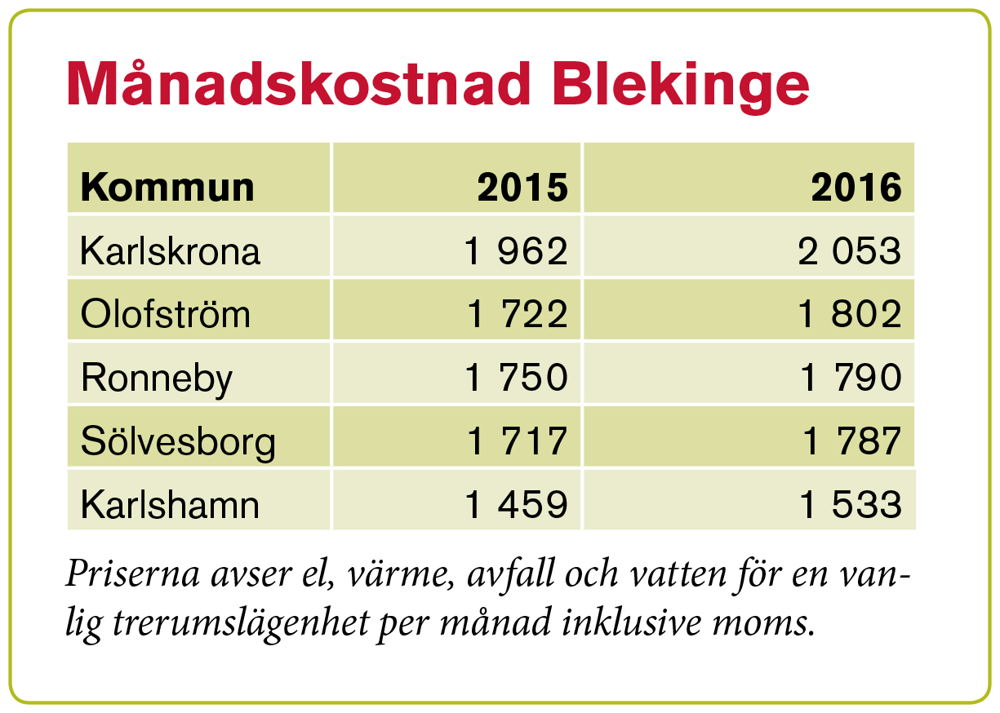 Månadskostnad Blekinge
Kommun 2015 2016
Karlskrona 1 962 2 053
Olofström 1 722 1 802
Ronneby 1 750 1 790
Sölvesborg 1 717 1 787
Karlshamn 1 459 1 533
Priserna avser el, värme, avfall och vatten för en van-
lig trerumslägenhet per månad inklusive moms.